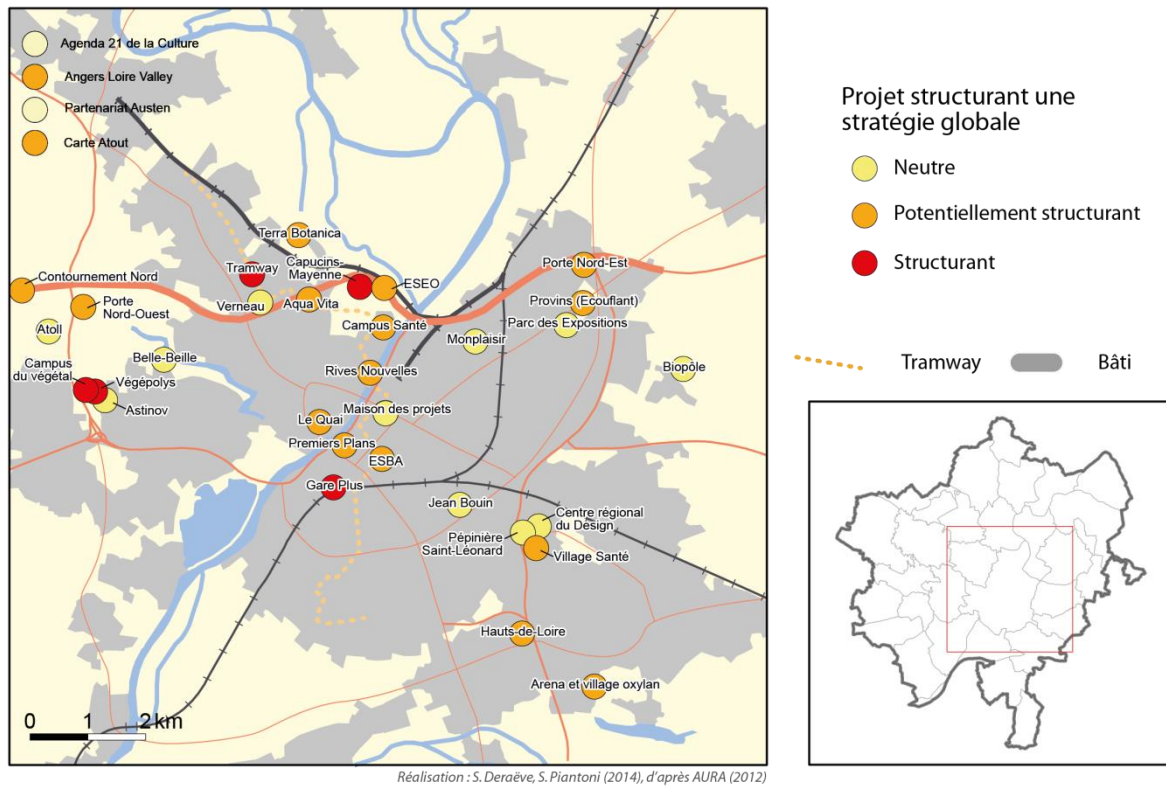 Agenda 21 de la Culture
Angers Loire Valley
Partenariat Austen
Carte Atout
Terra Botanica
Tramway
Capucins-
Mayenne
ESEO
Porte Nord-Est
Contournement Nord
Porte
Nord-Ouest
Verneau
Aqua Vita
Provins (Ecouflant)
Atoll
Campus Santé
Parc des Expositions
Monplaisir
Belle-Beille
Biopôle
Campus
du végétal
Végépolys
Rives Nouvelles
Astinov
Maison des projets
Le Quai
Premiers Plans
ESBA
Gare Plus
Jean Bouin
Centre régional
du Design
Pépinière
Saint-Léonard
Village Santé
Hauts-de-Loire
Arena et village oxylan
0 1 2 km
Réalisation : S. Deraëve, S. Piantoni (2014), d'après AURA (2012)
Projet structurant une
stratégie globale
Neutre
Potentiellement structurant
Structurant
Tramway
Bâti